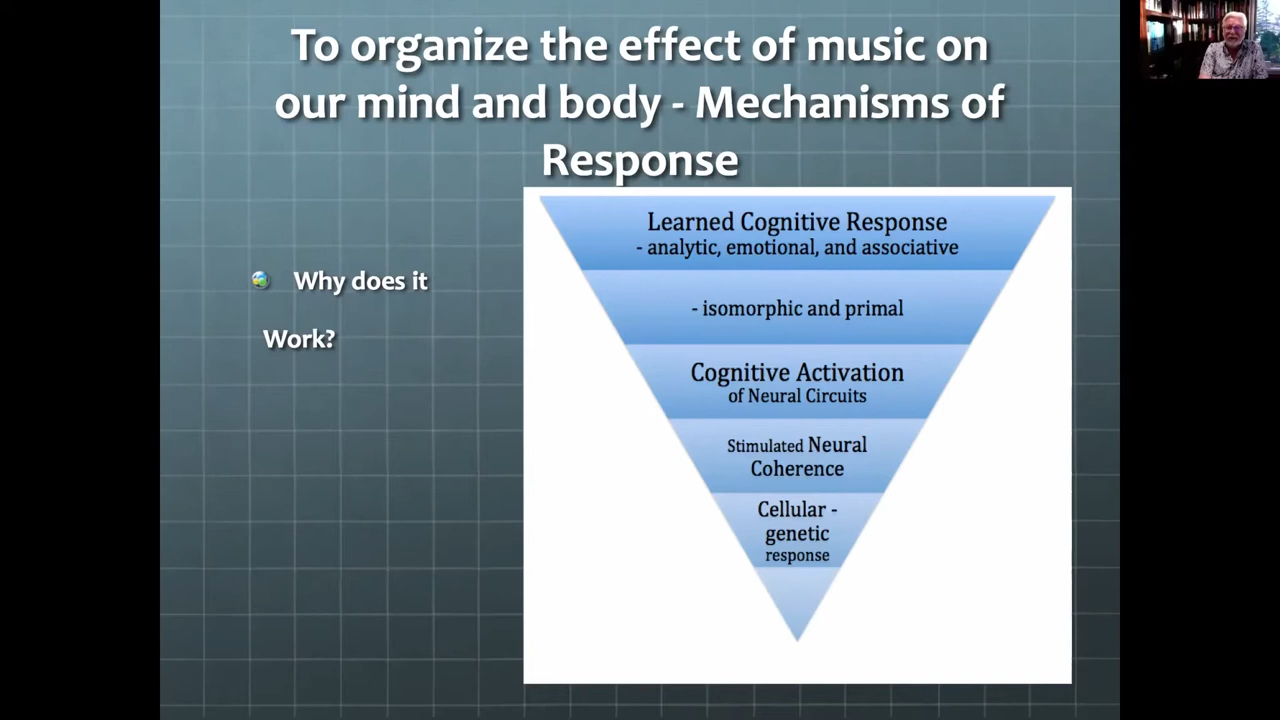 To organize the effect of music on
our mind and body - Mechanisms of
Response
Why does it
Work?
Learned Cognitive Response
- analytic, emotional, and associative
- isomorphic and primal
Cognitive Activation
of Neural Circuits
Stimulated Neural
Coherence
Cellular -
genetic
response